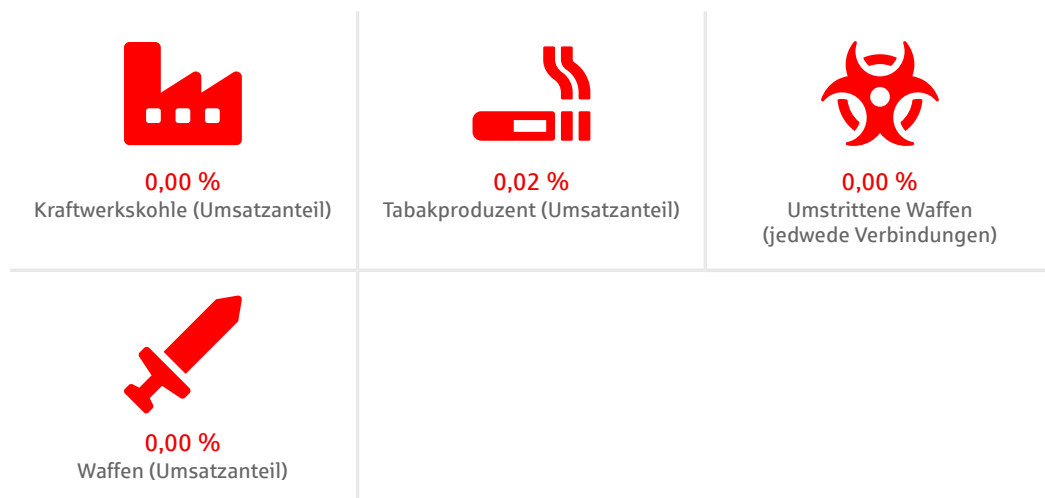 0,00 %
Kraftwerkskohle (Umsatzanteil)
0,02 %
Tabakproduzent (Umsatzanteil)
0,00 %
Umstrittene Waffen
(jedwede Verbindungen)
0,00 %
Waffen (Umsatzanteil)